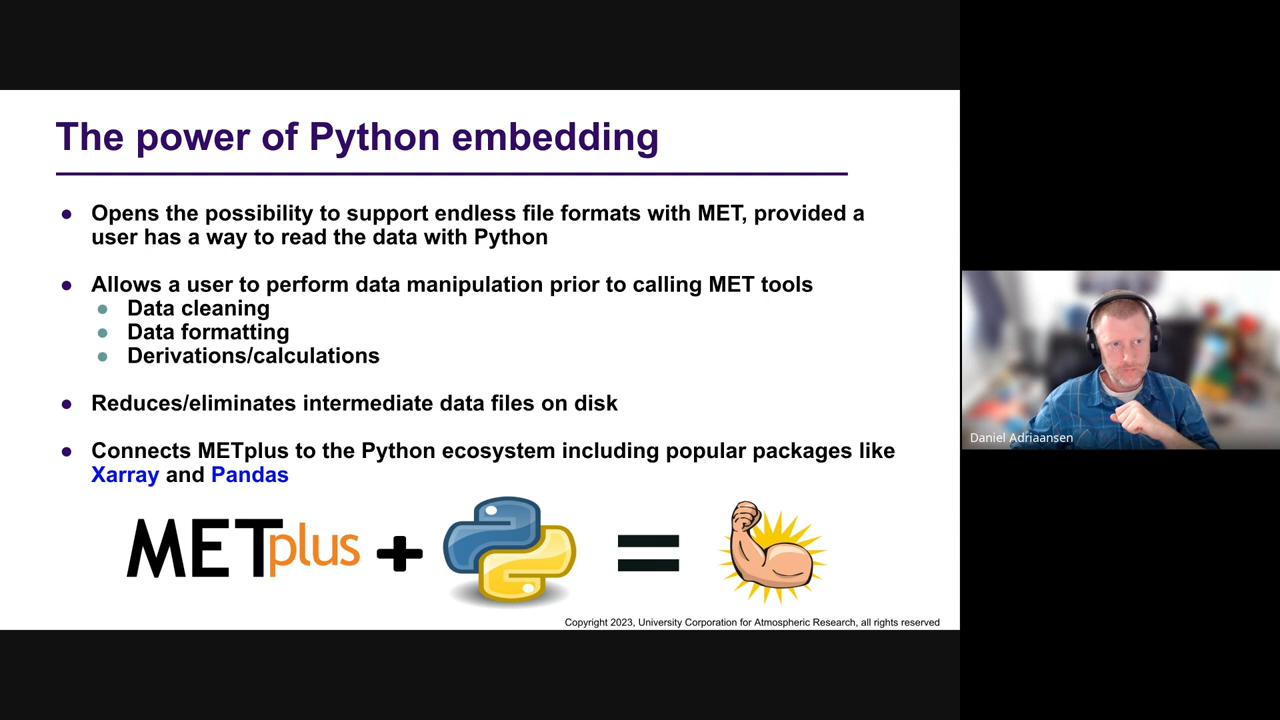 The power of Python embedding
● Opens the possibility to support endless file formats with MET, provided a
user has a way to read the data with Python
● Allows a user to perform data manipulation prior to calling MET tools
● Data cleaning
● Data formatting
● Derivations/calculations
● Reduces/eliminates intermediate data files on disk
● Connects METplus to the Python ecosystem including popular packages like
Xarray and Pandas
METplus + =
Copyright 2023, University Corporation for Atmospheric Research, all rights reserved
Daniel Adriaansen